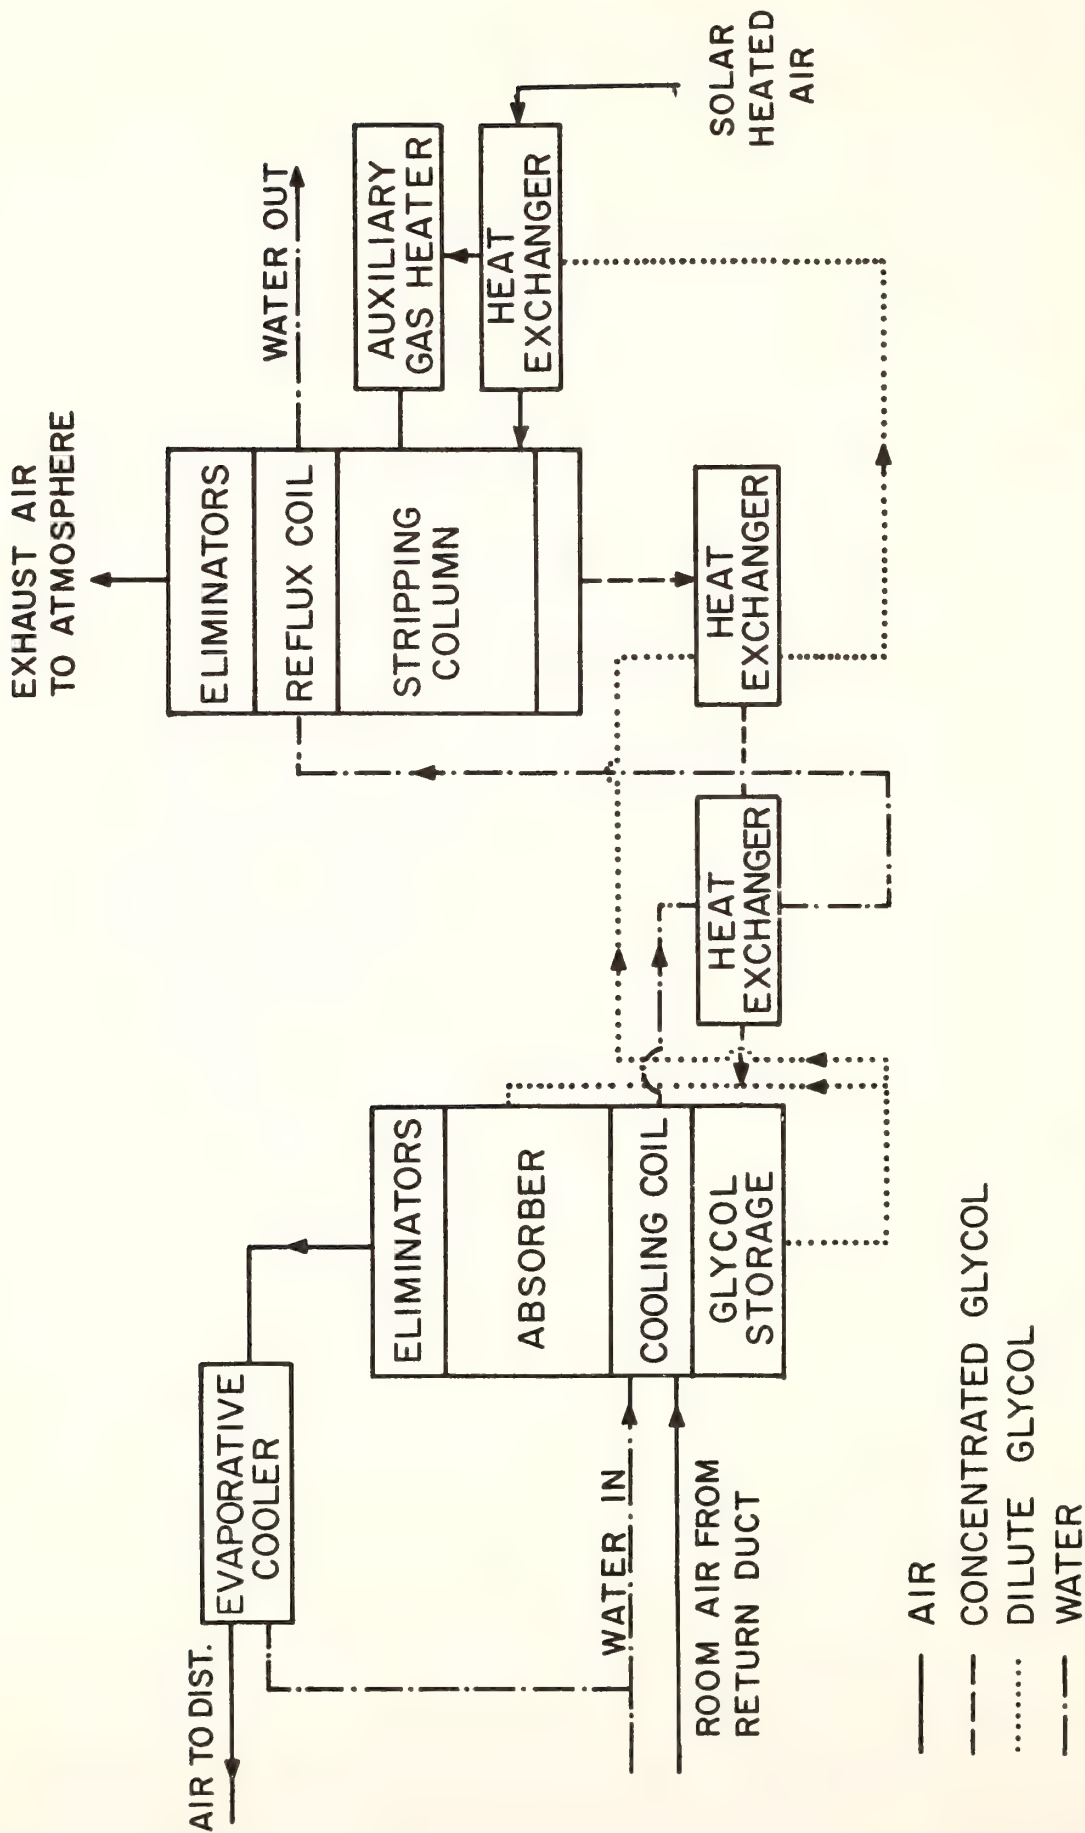 EXHAUST AIR
TO ATMOSPHERE
WATER OUT
ELIMINATORS
REFLUX COIL
STRIPPING
COLUMN
AUXILIARY
GAS HEATER
HEAT
EXCHANGER
SOLAR
HEATED
AIR
HEAT
EXCHANGER
HEAT
EXCHANGER
AIR TO DIST.
EVAPORATIVE
COOLER
ELIMINATORS
ABSORBER
COOLING COIL
GLYCOL
STORAGE
WATER IN
ROOM AIR FROM
RETURN DUCT
AIR
CONCENTRATED GLYCOL
DILUTE GLYCOL
WATER